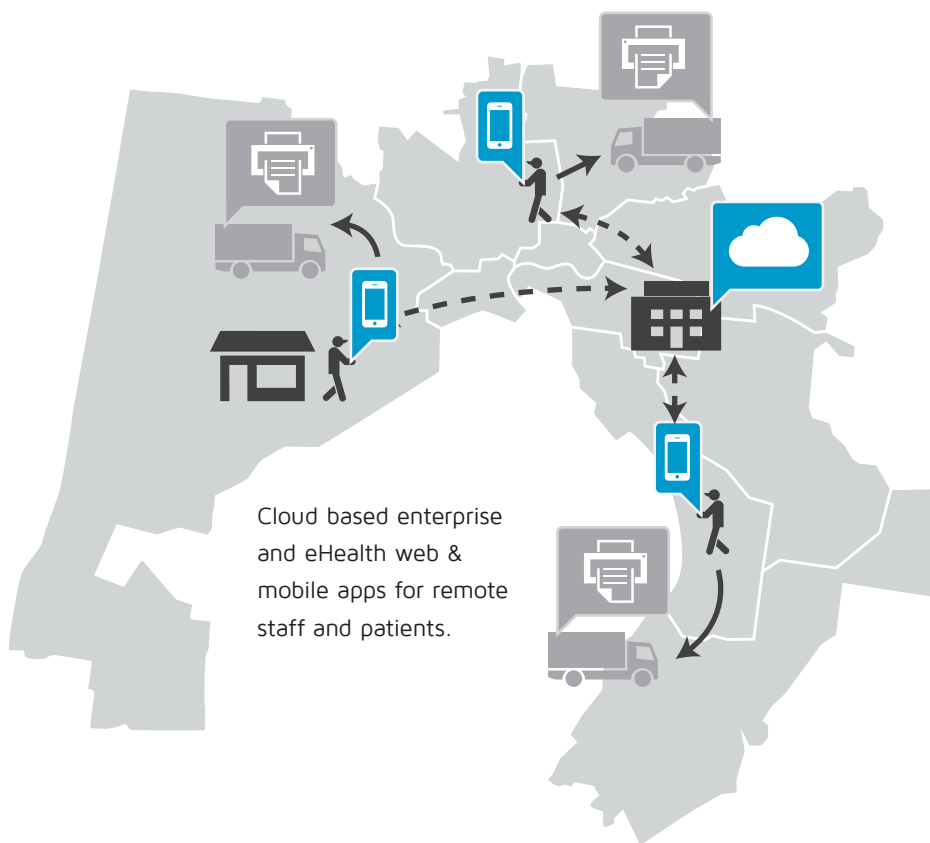 Cloud based enterprise
and eHealth web &
mobile apps for remote
staff and patients.